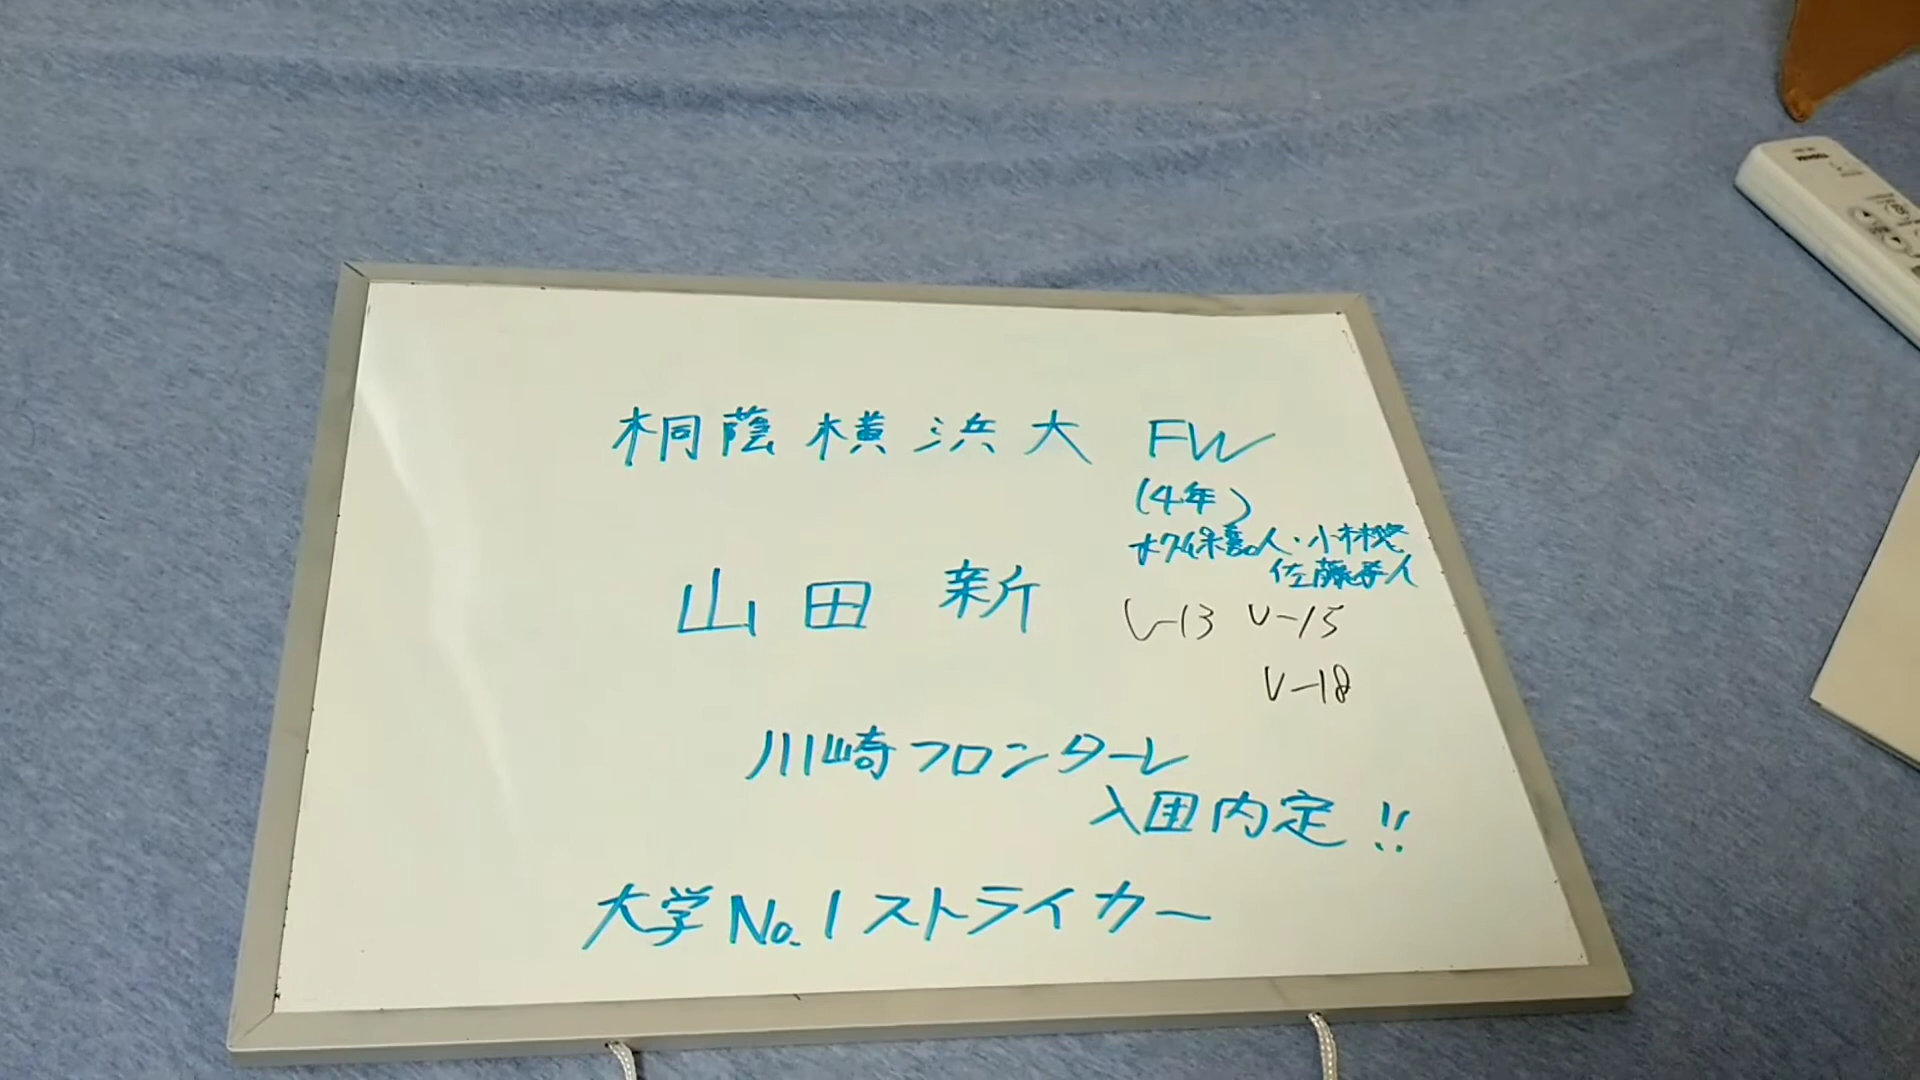 桐蔭横浜大 FW
(4年)
大久保嘉人・小林悠
佐藤寿人
山田 新
U-13 U-15
U-18
川崎フロンターレ
入団内定!!
大学No.1ストライカー